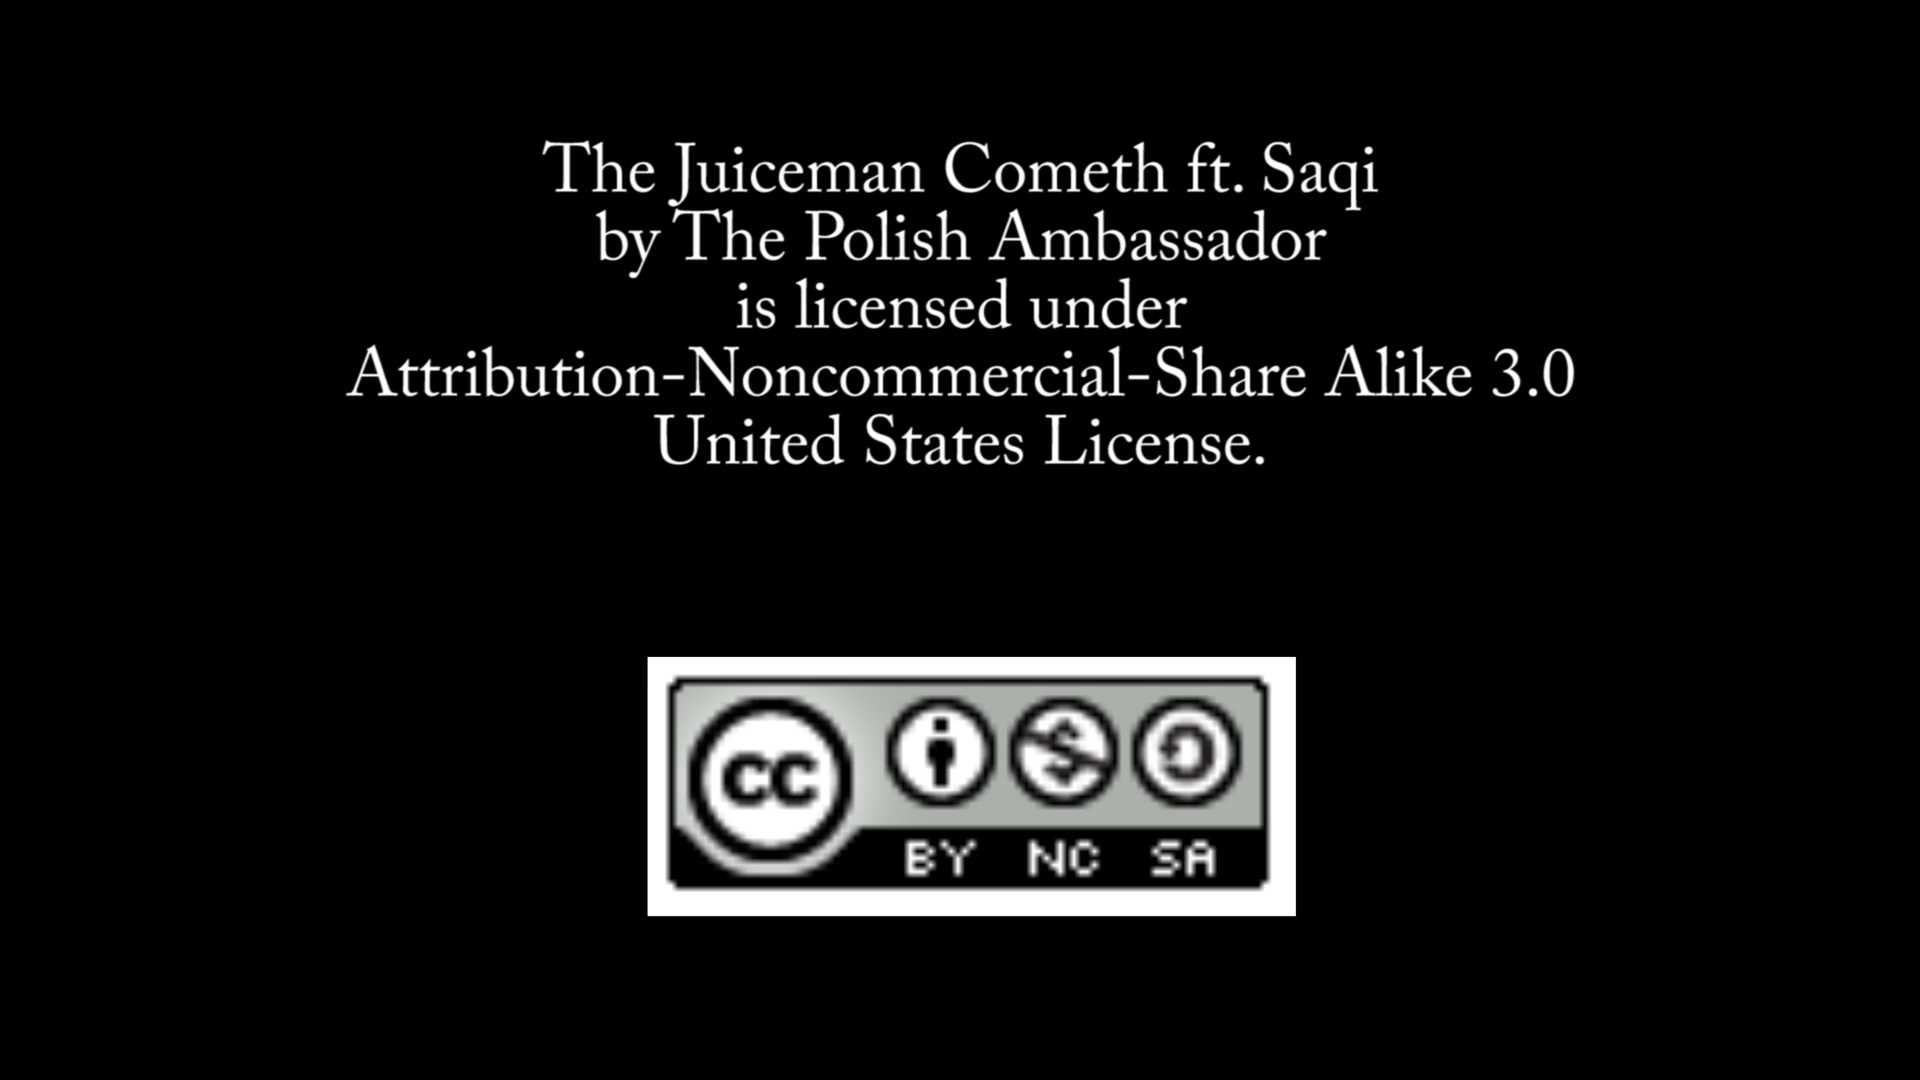 The Juiceman Cometh ft. Saqi
by The Polish Ambassador
is licensed under
Attribution-Noncommercial-Share Alike 3.0
United States License.
cc
BY NC SA